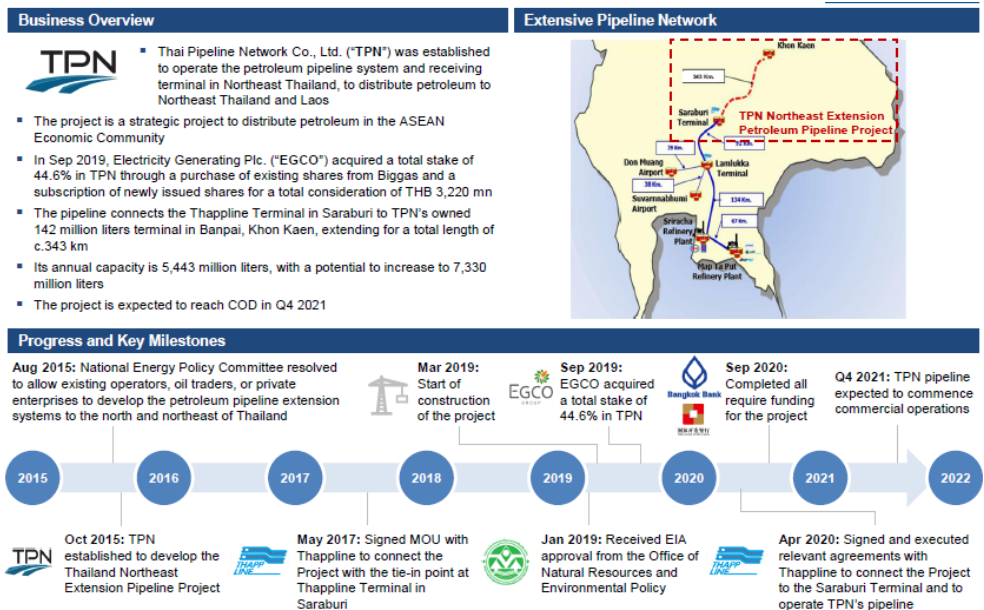 Business Overview
TPN
▪ Thai Pipeline Network Co., Ltd. (“TPN”) was established
to operate the petroleum pipeline system and receiving
terminal in Northeast Thailand, to distribute petroleum to
Northeast Thailand and Laos
▪ The project is a strategic project to distribute petroleum in the ASEAN
Economic Community
▪ In Sep 2019, Electricity Generating Plc. (“EGCO”) acquired a total stake of
44.6% in TPN through a purchase of existing shares from Biggas and a
subscription of newly issued shares for a total consideration of THB 3,220 mn
▪ The pipeline connects the Thappline Terminal in Saraburi to TPN’s owned
142 million liters terminal in Banpai, Khon Kaen, extending for a total length of
c.343 km
▪ Its annual capacity is 5,443 million liters, with a potential to increase to 7,330
million liters
▪ The project is expected to reach COD in Q4 2021
Extensive Pipeline Network
Khon Kaen
343 Km.
Saraburi
Terminal
TPN Northeast Extension
Petroleum Pipeline Project
Don Muang
Airport
Lamlukka
Terminal
38 Km.
Suvarnnabhumi
Airport
134 Km.
Sriracha
Refinery
Plant
67 Km.
Map Ta Put
Refinery Plant
Progress and Key Milestones
Aug 2015: National Energy Policy Committee resolved
to allow existing operators, oil traders, or private
enterprises to develop the petroleum pipeline extension
systems to the north and northeast of Thailand
Mar 2019:
Start of
construction
of the project
EGCO
GROUP
Sep 2019:
EGCO acquired
a total stake of
44.6% in TPN
Bangkok Bank
Sep 2020:
Completed all
require funding
for the project
Q4 2021: TPN pipeline
expected to commence
commercial operations
2015
2016
2017
2018
2019
2020
2021
2022
TPN
Oct 2015: TPN
established to develop the
Thailand Northeast
Extension Pipeline Project
THAPP
LINE
May 2017: Signed MOU with
Thappline to connect the
Project with the tie-in point at
Thappline Terminal in
Saraburi
Jan 2019: Received EIA
approval from the Office of
Natural Resources and
Environmental Policy
THAPP
LINE
Apr 2020: Signed and executed
relevant agreements with
Thappline to connect the Project
to the Saraburi Terminal and to
operate TPN’s pipeline